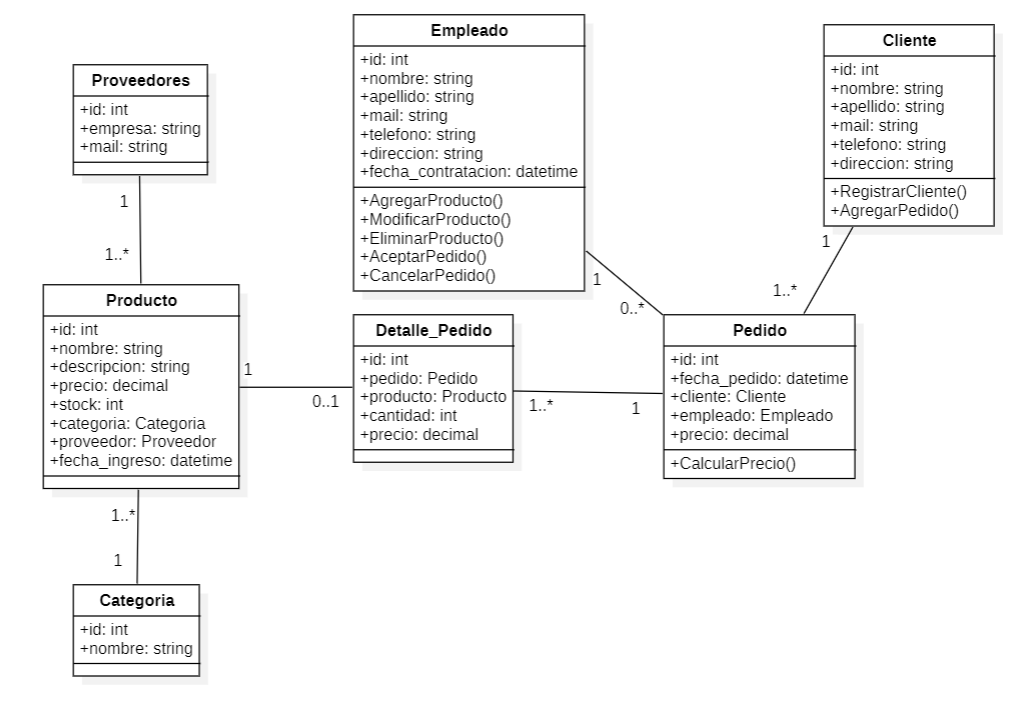 Proveedores
+id: int
+empresa: string
+mail: string
1
1..*
Empleado
+id: int
+nombre: string
+apellido: string
+mail: string
+telefono: string
+direccion: string
+fecha_contratacion: datetime
+AgregarProducto()
+ModificarProducto()
+EliminarProducto()
+AceptarPedido()
+CancelarPedido()
1
0..*
Cliente
+id: int
+nombre: string
+apellido: string
+mail: string
+telefono: string
+direccion: string
+RegistrarCliente()
+AgregarPedido()
1
1..*
Producto
+id: int
+nombre: string
+descripcion: string
+precio: decimal
+stock: int
+categoria: Categoria
+proveedor: Proveedor
+fecha_ingreso: datetime
1
0..1
Detalle_Pedido
+id: int
+pedido: Pedido
+producto: Producto
+cantidad: int
+precio: decimal
1..*
1
Pedido
+id: int
+fecha_pedido: datetime
+cliente: Cliente
+empleado: Empleado
+precio: decimal
+CalcularPrecio()
1..*
1
Categoria
+id: int
+nombre: string